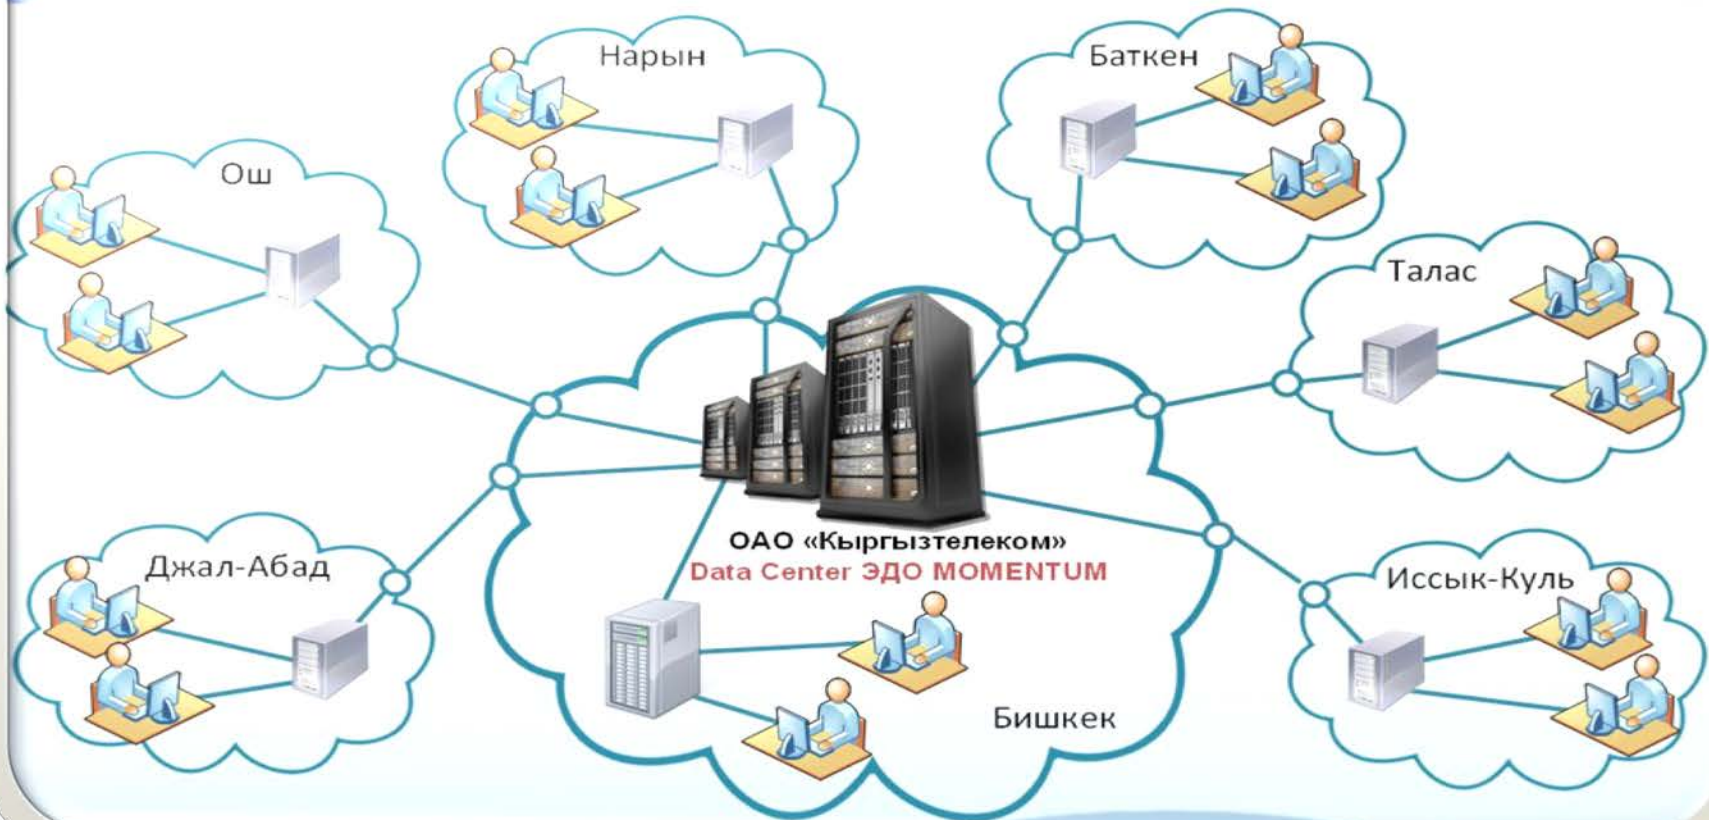 Нарын
Баткен
Ош
Талас
ОАО «Кыргызтелеком»
Data Center ЭДО MOMENTUM
Джал-Абад
Иссык-Куль
Бишкек